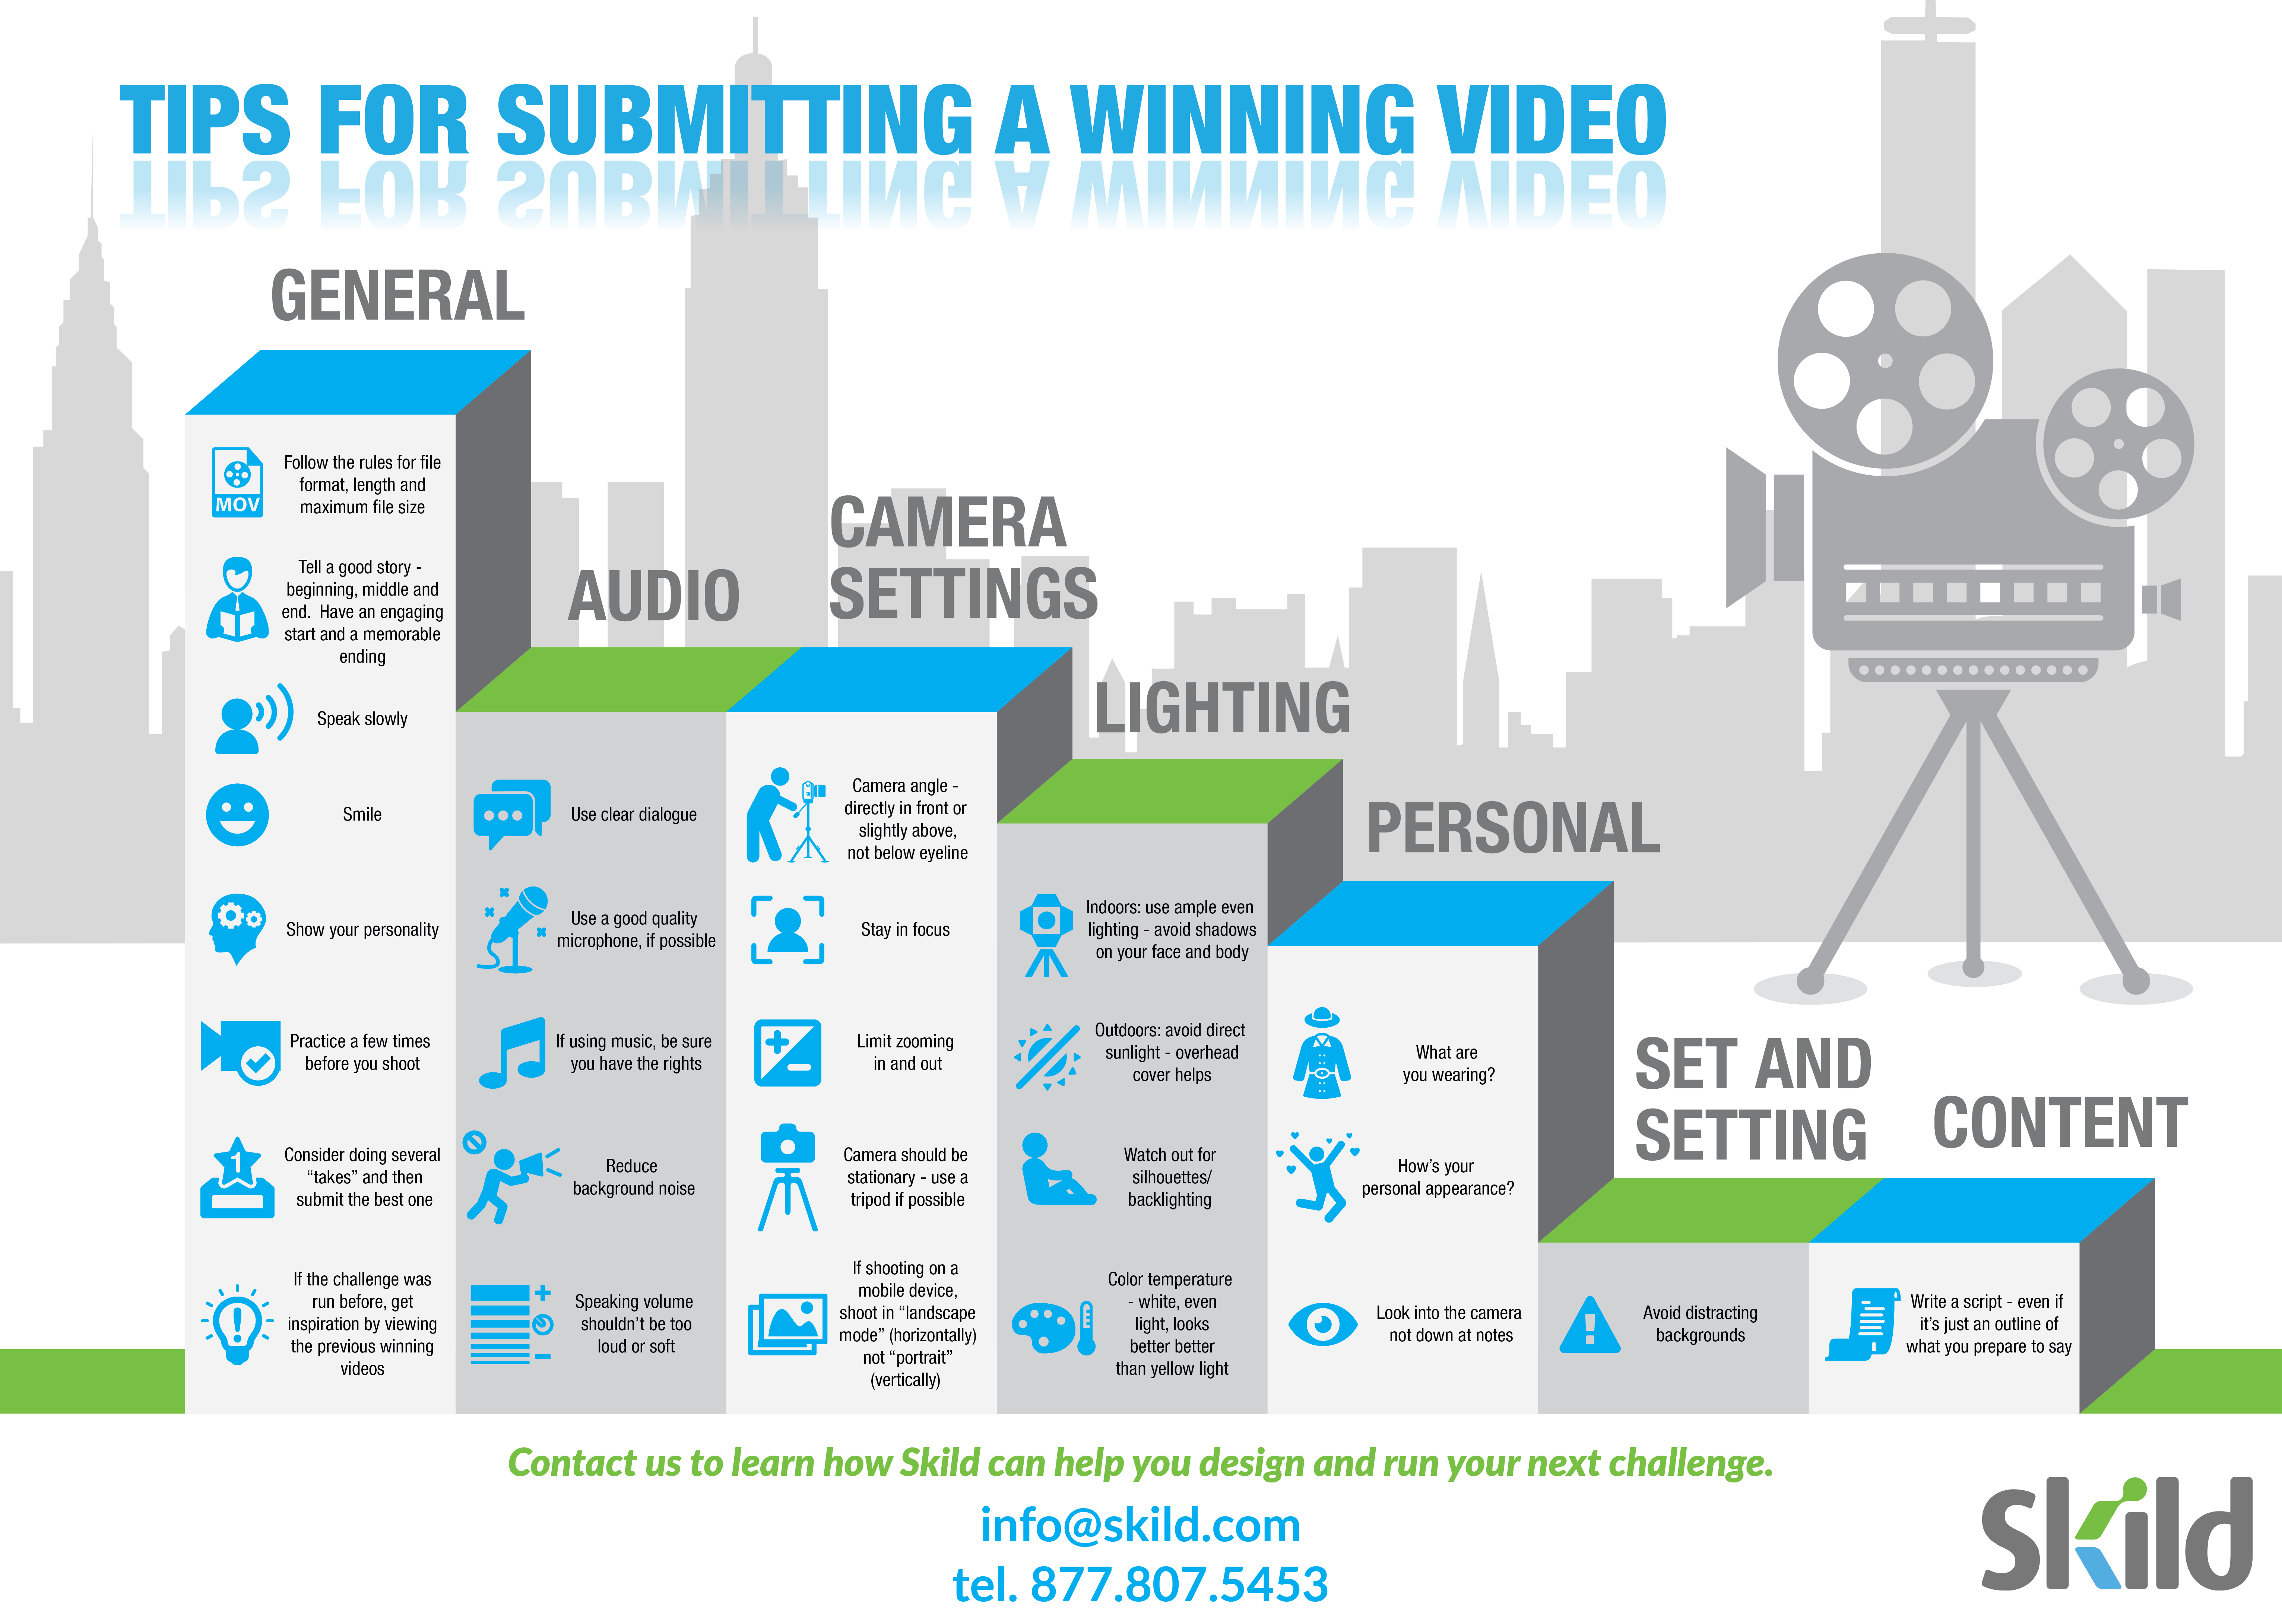 TIPS FOR SUBMITTING A WINNING VIDEO
GENERAL
MOV
Follow the rules for file
format, length and
maximum file size
Tell a good story -
beginning, middle and
end. Have an engaging
start and a memorable
ending
Speak slowly
Smile
Show your personality
Practice a few times
before you shoot
1
Consider doing several
“takes” and then
submit the best one
If the challenge was
run before, get
inspiration by viewing
the previous winning
videos
AUDIO
Use clear dialogue
Use a good quality
microphone, if possible
If using music, be sure
you have the rights
Reduce
background noise
Speaking volume
shouldn’t be too
loud or soft
CAMERA
SETTINGS
Camera angle -
directly in front or
slightly above,
not below eyeline
Stay in focus
Limit zooming
in and out
Camera should be
stationary - use a
tripod if possible
If shooting on a
mobile device,
shoot in “landscape
mode” (horizontally)
not “portrait”
(vertically)
LIGHTING
Indoors: use ample even
lighting - avoid shadows
on your face and body
Outdoors: avoid direct
sunlight - overhead
cover helps
Watch out for
silhouettes/
backlighting
Color temperature
- white, even
light, looks
better better
than yellow light
PERSONAL
What are
you wearing?
How’s your
personal appearance?
Look into the camera
not down at notes
SET AND
SETTING
Avoid distracting
backgrounds
CONTENT
Write a script - even if
it’s just an outline of
what you prepare to say
Contact us to learn how Skild can help you design and run your next challenge.
info@skild.com
tel. 877.807.5453
skild